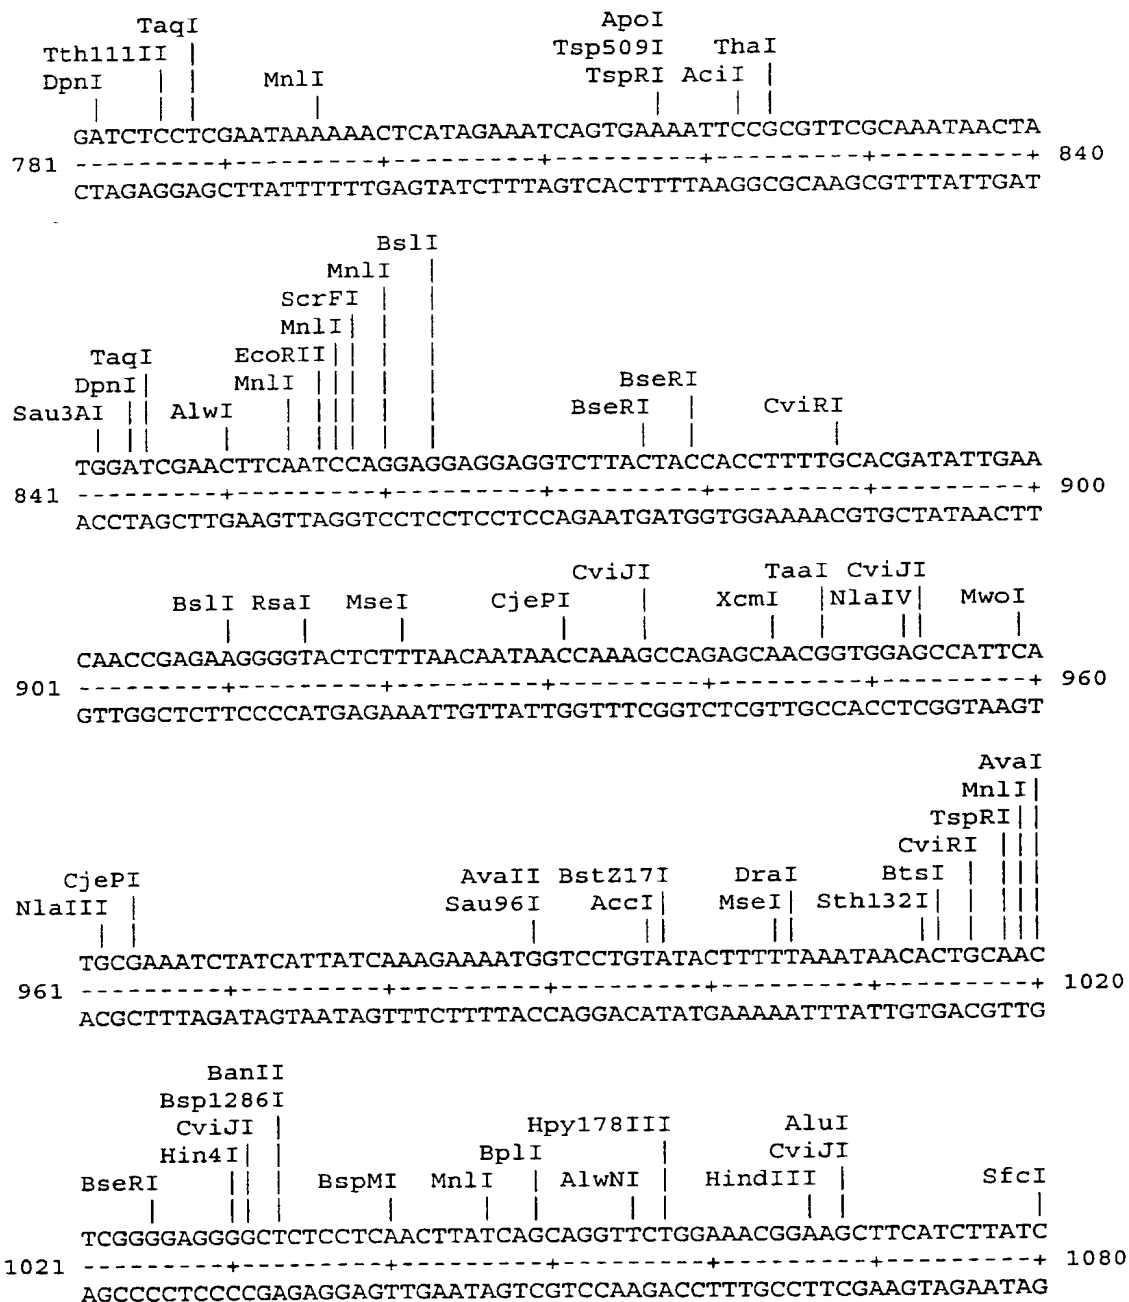 TaqI ApoI
Tth111II Tsp509I ThaI
DpnI MnlI TspRI AciI
GATCTCCTCGAATAAAAAACTCATAGAAATCAGTGAAAATTCCGCGTTCGCAAATAACTA
781 ---------+---------+---------+---------+---------+---------+ 840
CTAGAGGAGCTTATTTTTTGAGTATCTTTAGTCACTTTTAAGGCGCAAGCGTTTATTGAT
BslI
MnlI
ScrFI
MnlI
TaqI EcoRII
DpnI MnlI BseRI
Sau3AI AlwI BseRI CviRI
TGGATCGAACTTCAATCCAGGAGGAGGAGGTCTTACTACCACCTTTTGCACGATATTGAA
841 ---------+---------+---------+---------+---------+---------+ 900
ACCTAGCTTGAAGTTAGGTCCTCCTCCTCCAGAATGATGGTGGAAAACGTGCTATAACTT
CviJI TaaI CviJI
BslI RsaI MseI CjePI XcmI NlaIV MwoI
CAACCGAGAAGGGGTACTCTTTAACAATAACCAAAGCCAGAGCAACGGTGGAGCCATTCA
901 ---------+---------+---------+---------+---------+---------+ 960
GTTGGCTCTTCCCCATGAGAAATTGTTATTGGTTTCGGTCTCGTTGCCACCTCGGTAAGT
AvaI
MnlI
TspRI
CviRI
CjePI AvaII BstZ17I DraI BtsI
NlaIII Sau96I AccI MseI Sth132I
TGCGAAATCTATCATTATCAAAGAAAATGGTCCTGTATACTTTTTAAATAACACTGCAAC
961 ---------+---------+---------+---------+---------+---------+ 1020
ACGCTTTAGATAGTAATAGTTTCTTTTACCAGGACATATGAAAAATTTATTGTGACGTTG
BanII
Bsp1286I
CviJI Hpy178III AluI
Hin4I BplI CviJI
BseRI BspMI MnlI AlwNI HindIII SfcI
TCGGGGAGGGGGCTCTCCTCAACTTATCAGCAGGTTCTGGAAACGGAAGCTTCATCTTATC
1021 ---------+---------+---------+---------+---------+---------+ 1080
AGCCCCTCCCCGAGAGGAGTTGAATAGTCGTCCAAGACCTTTGCCTTCGAAGTAGAATAG